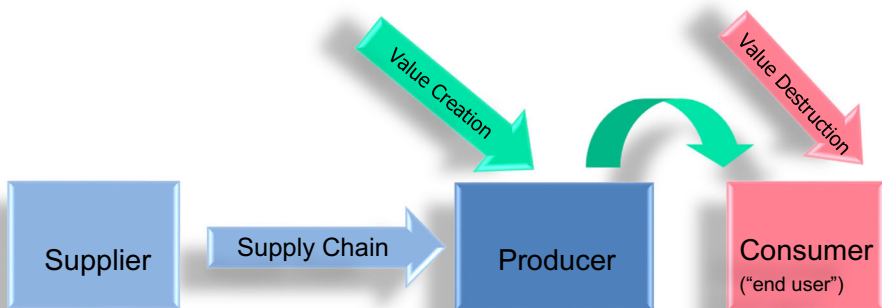 Value Creation
Value Destruction
Supplier
Supply Chain
Producer
Consumer
(“end user”)